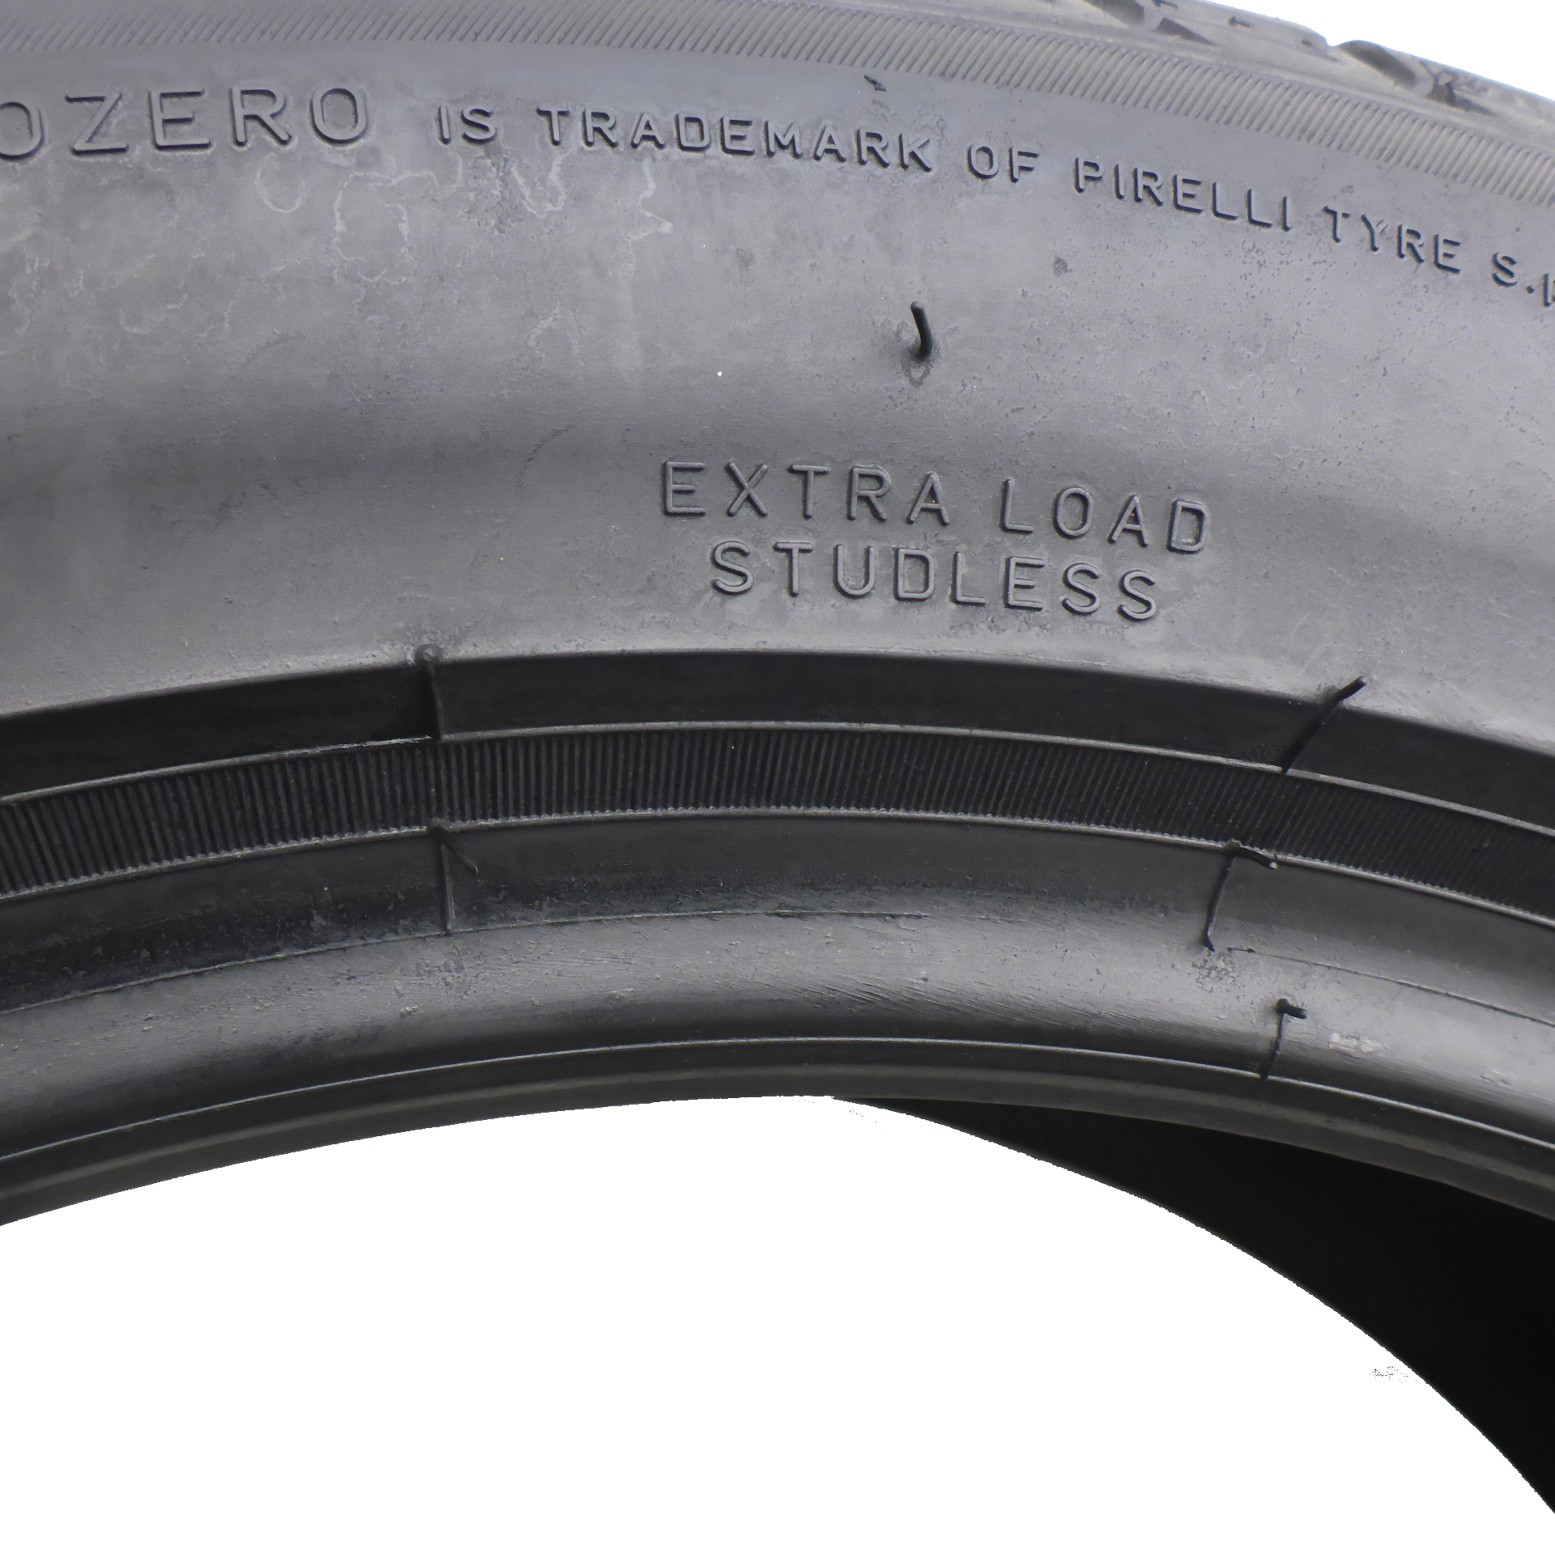 OZERO IS TRADEMARK OF PIRELLI TYRE S.P
EXTRA LOAD
STUDLESS